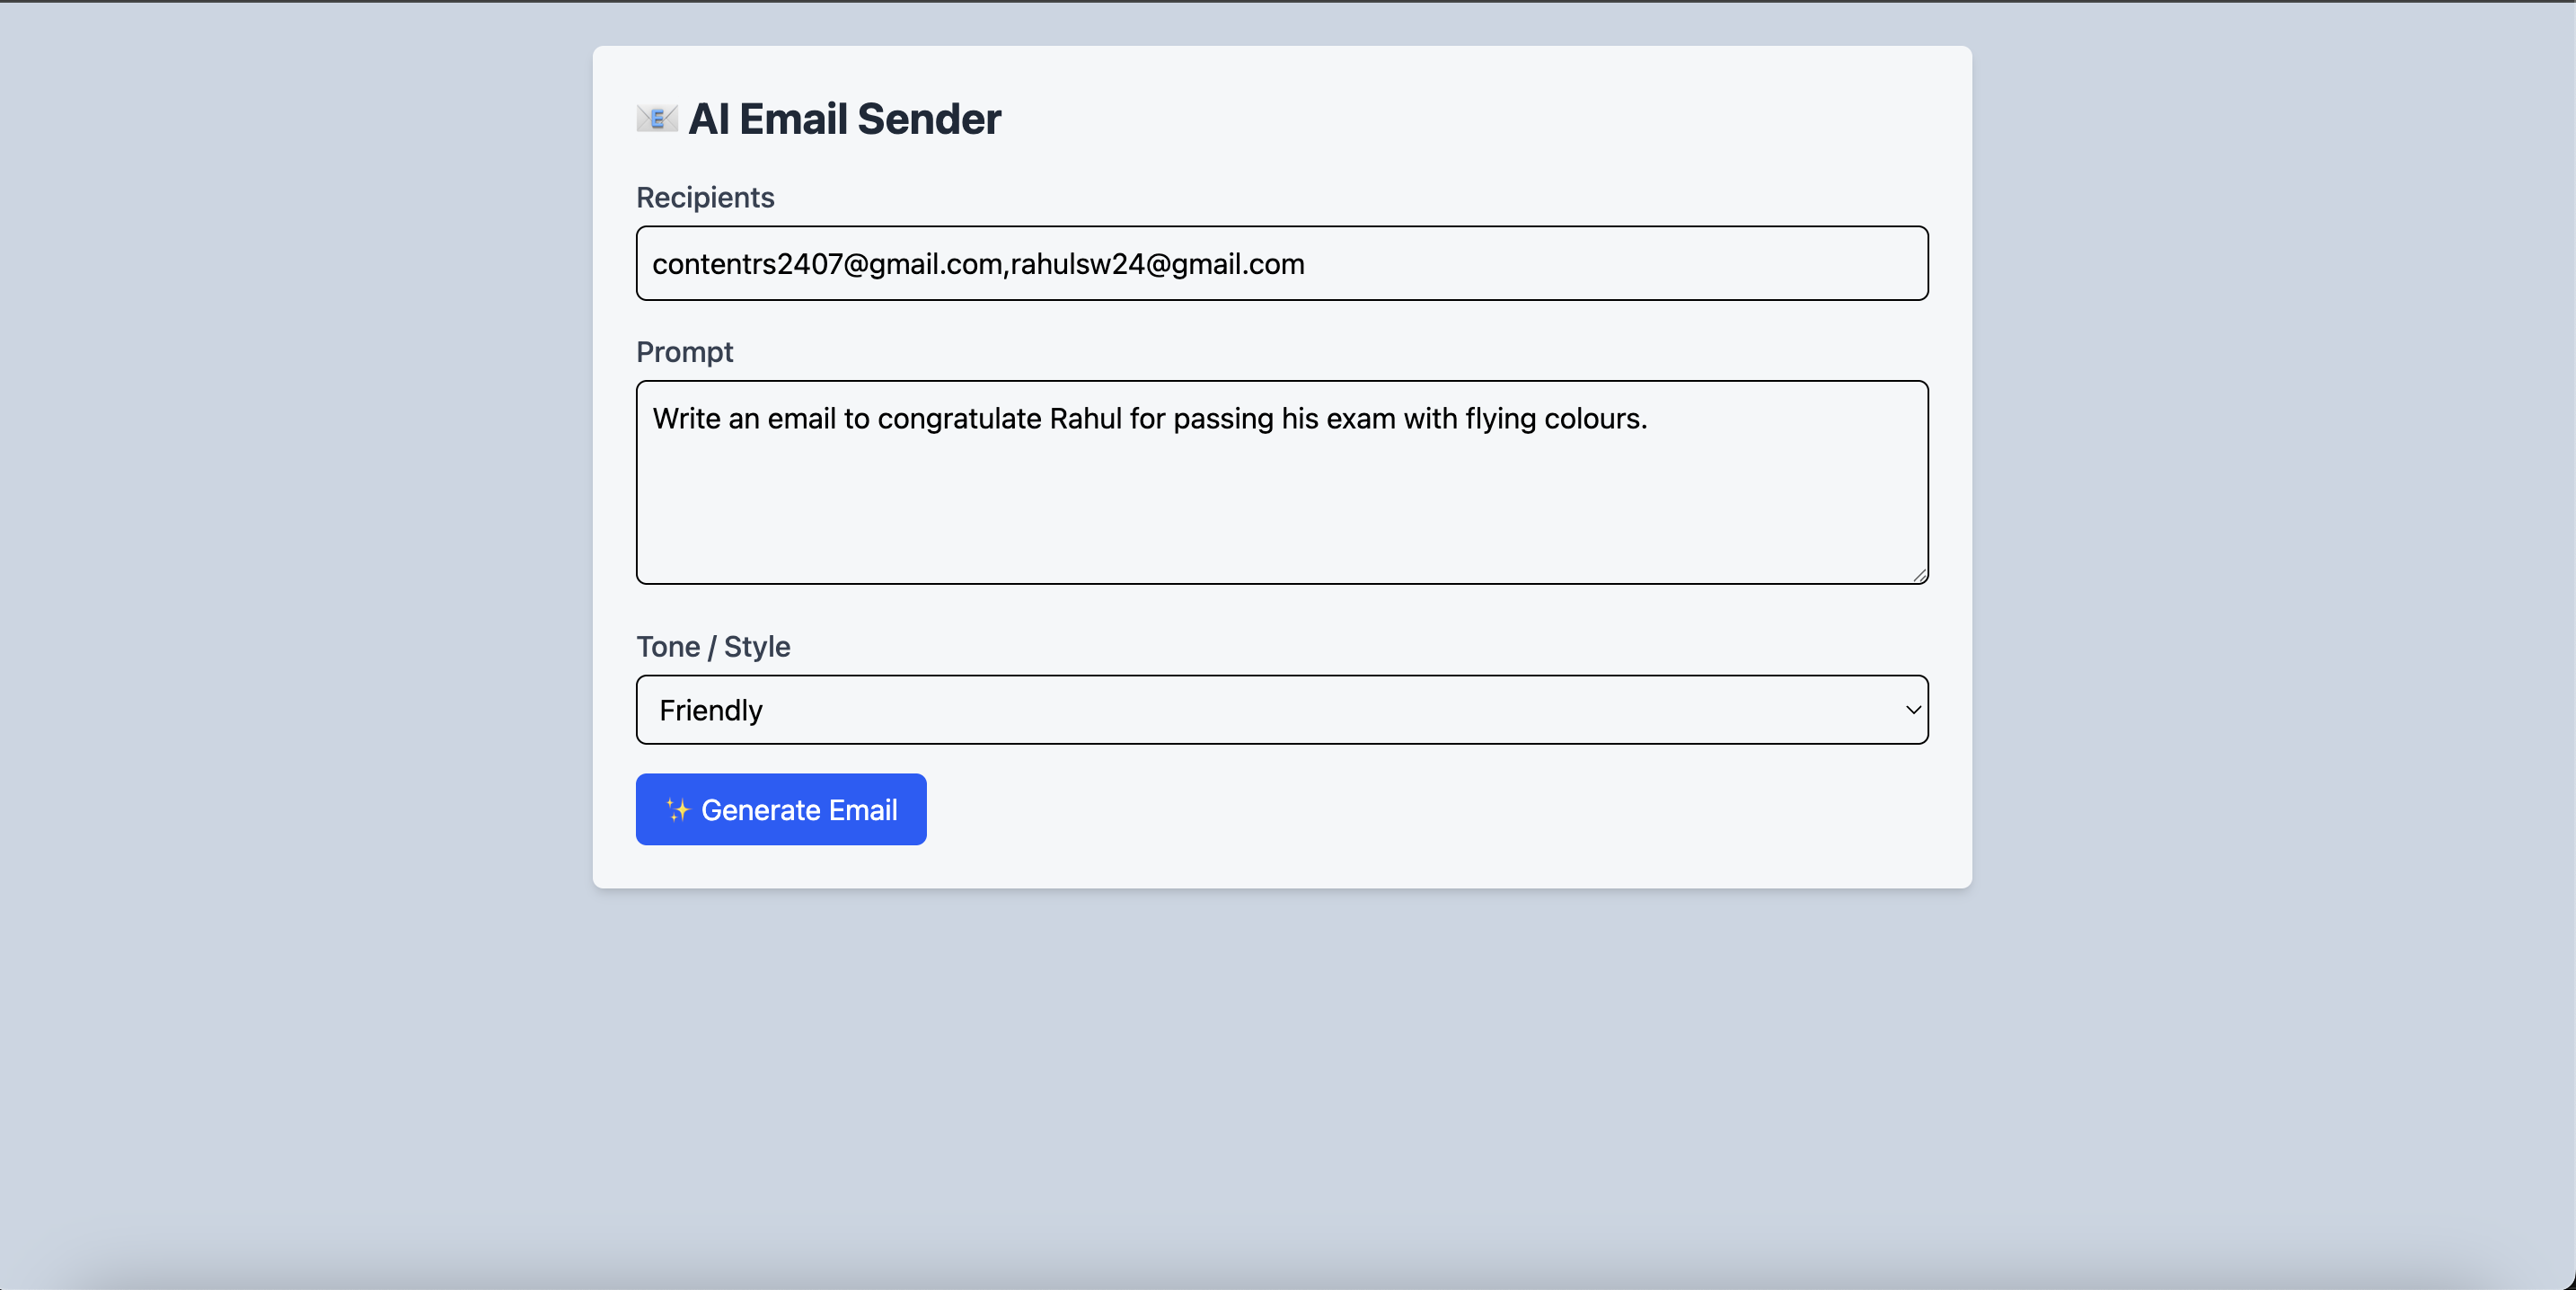 📧 AI Email Sender
Recipients
contentrs2407@gmail.com,rahulsw24@gmail.com
Prompt
Write an email to congratulate Rahul for passing his exam with flying colours.
Tone / Style
Friendly
✨ Generate Email